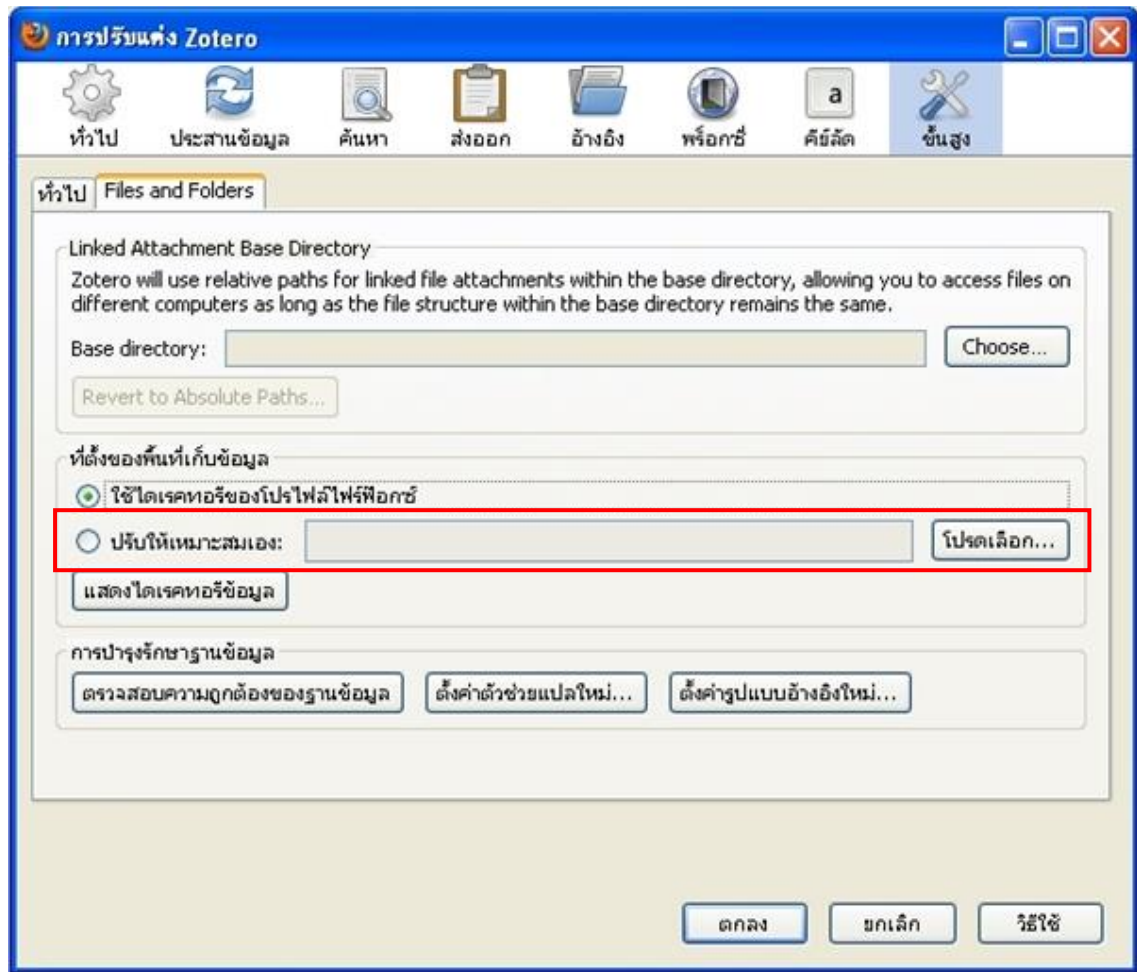 การปรับแต่ง Zotero
ทั่วไป ประสานข้อมูล ค้นหา ส่งออก อ้างอิง พร็อกซี่ คีย์ลัด ขั้นสูง
a
ทั่วไป Files and Folders
Linked Attachment Base Directory
Zotero will use relative paths for linked file attachments within the base directory, allowing you to access files on
different computers as long as the file structure within the base directory remains the same.
Base directory: Choose...
Revert to Absolute Paths...
ที่ตั้งของพื้นที่เก็บข้อมูล
ใช้ไดเรคทอรีของโปรไฟล์ไฟร์ฟ็อกซ์
ปรับให้เหมาะสมเอง: โปรดเลือก...
แสดงไดเรคทอรีข้อมูล
การบำรุงรักษาฐานข้อมูล
ตรวจสอบความถูกต้องของฐานข้อมูล ตั้งค่าตัวช่วยแปลใหม่... ตั้งค่ารูปแบบอ้างอิงใหม่...
ตกลง ยกเลิก วิธีใช้